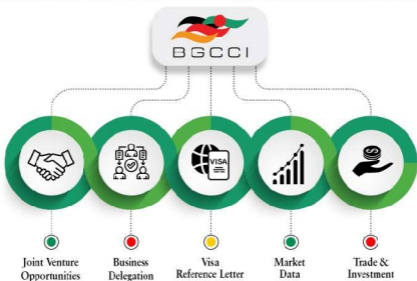 BGCCI
VISA
Joint Venture
Opportunities
Business
Delegation
Visa
Reference Letter
Market
Data
Trade &
Investment